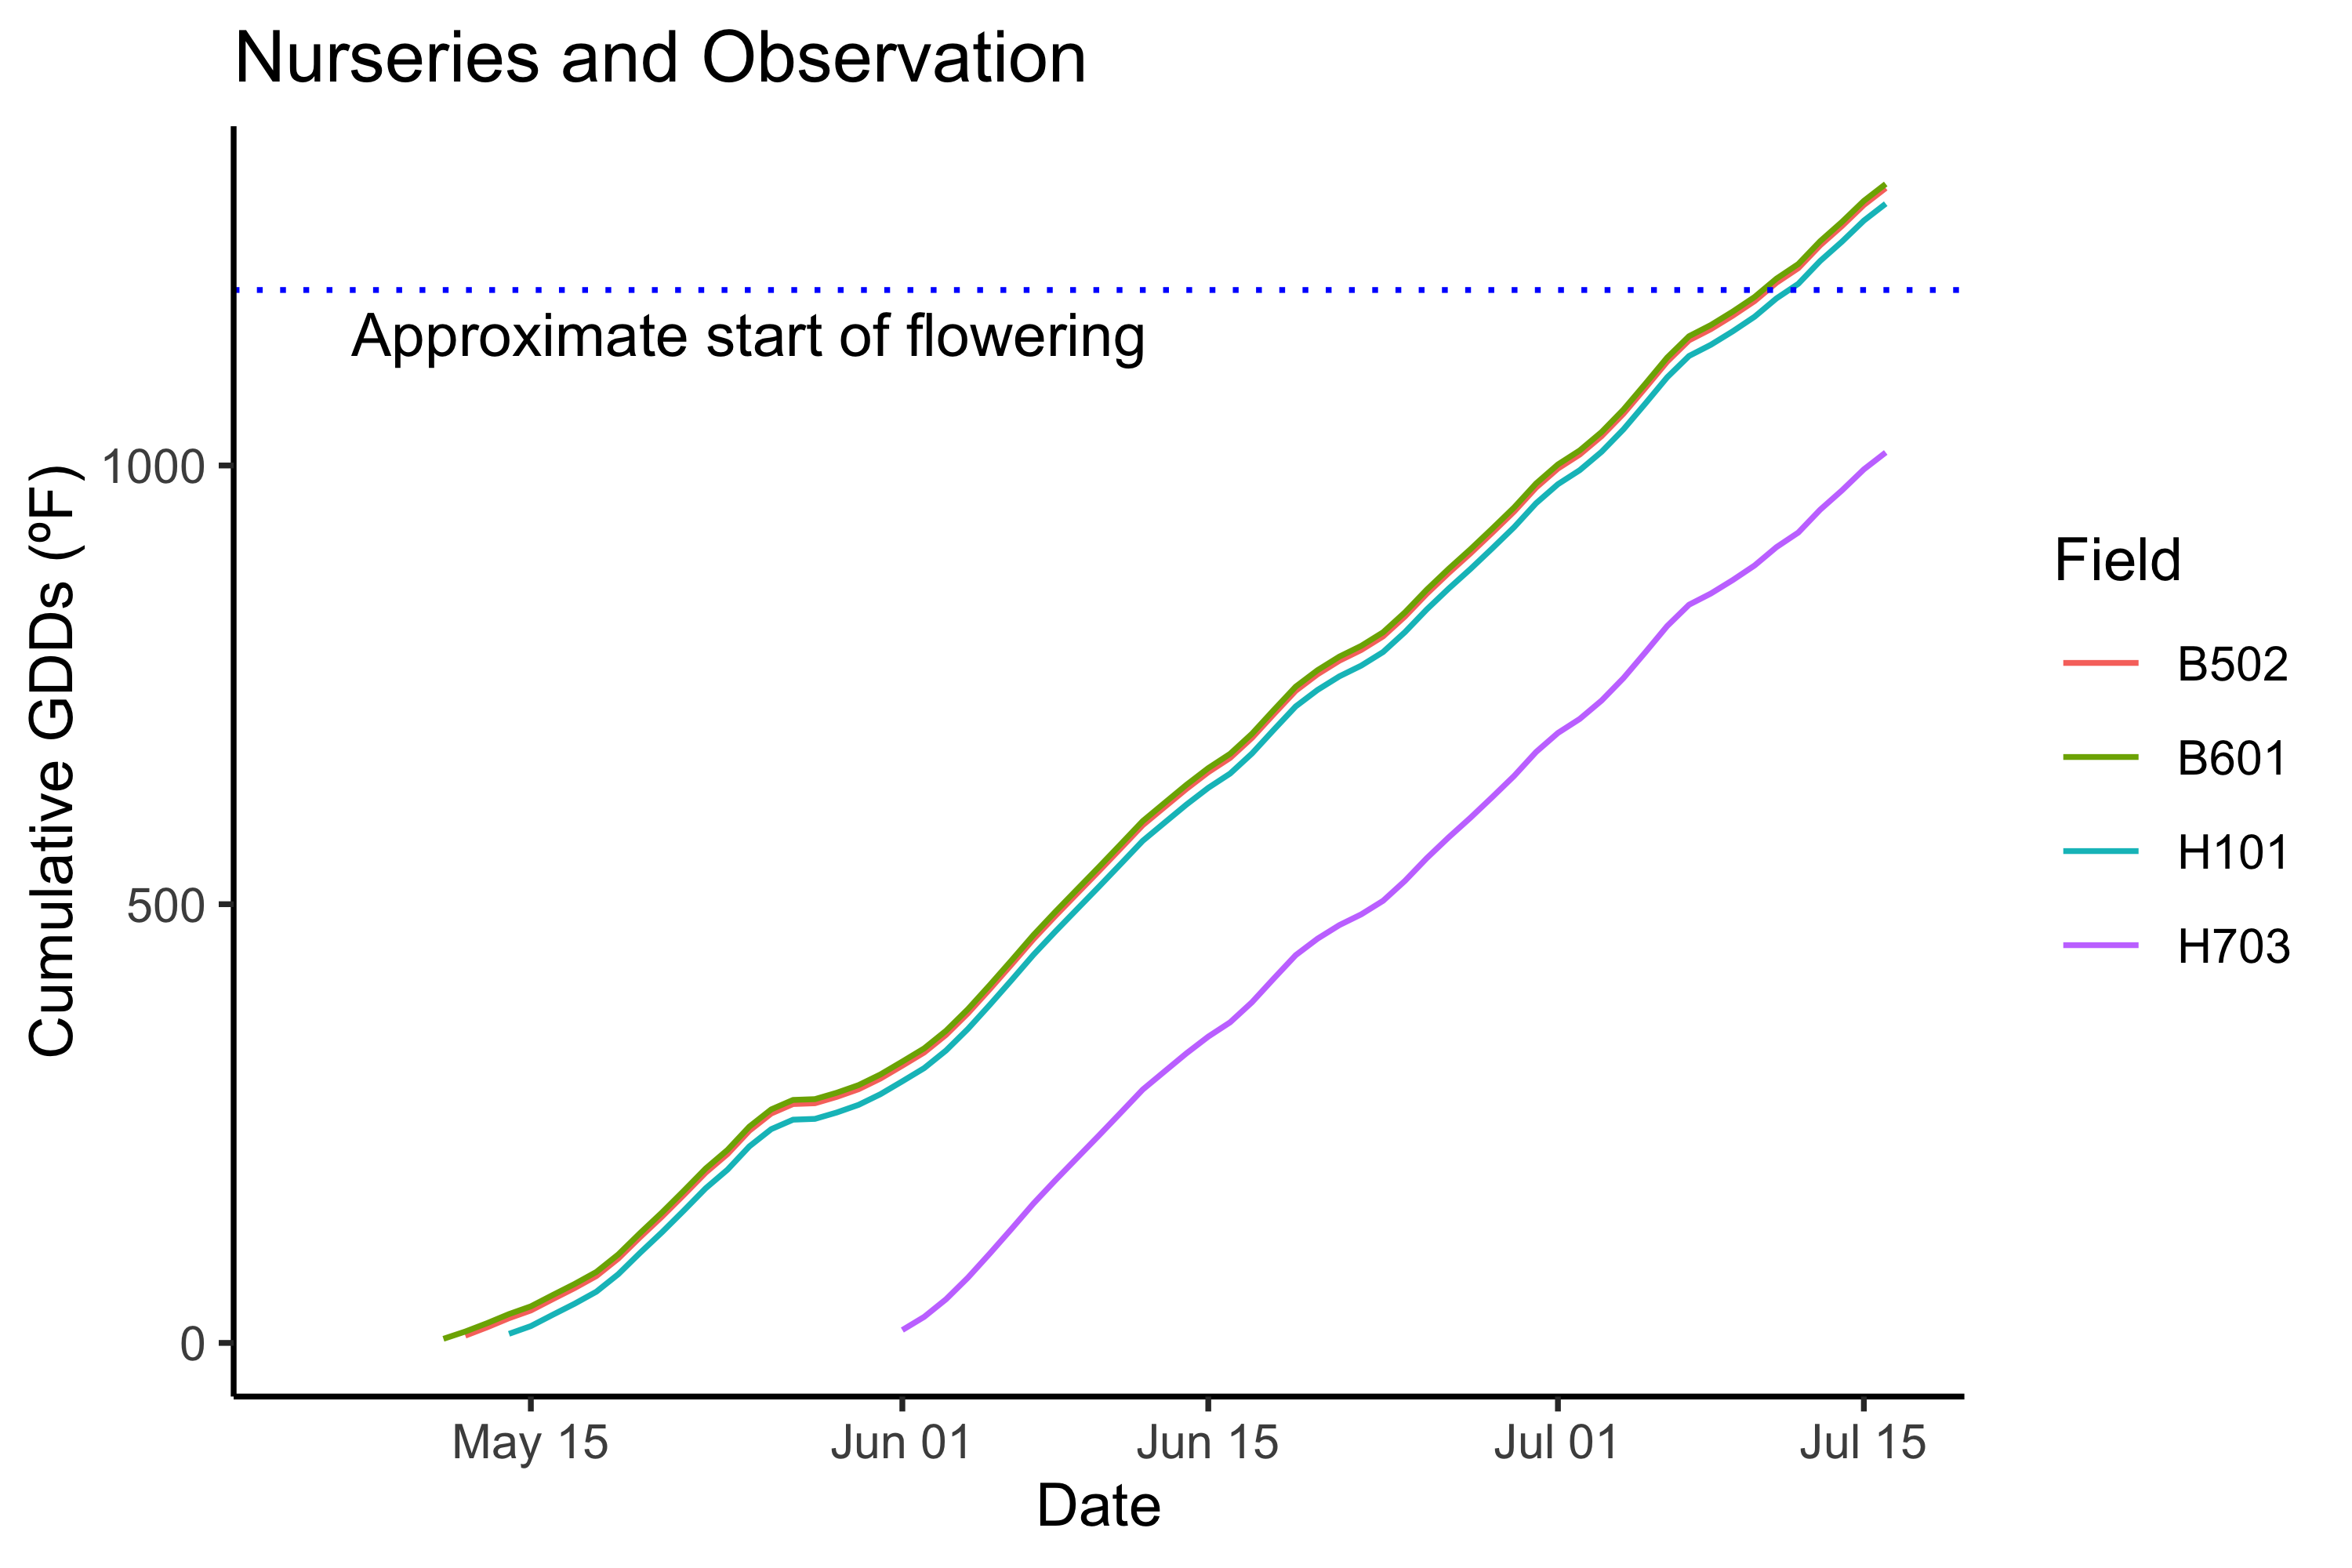 Nurseries and Observation
Approximate start of flowering
Cumulative GDDs (ºF)
1000
500
0
May 15
Jun 01
Jun 15
Jul 01
Jul 15
Date
Field
B502
B601
H101
H703